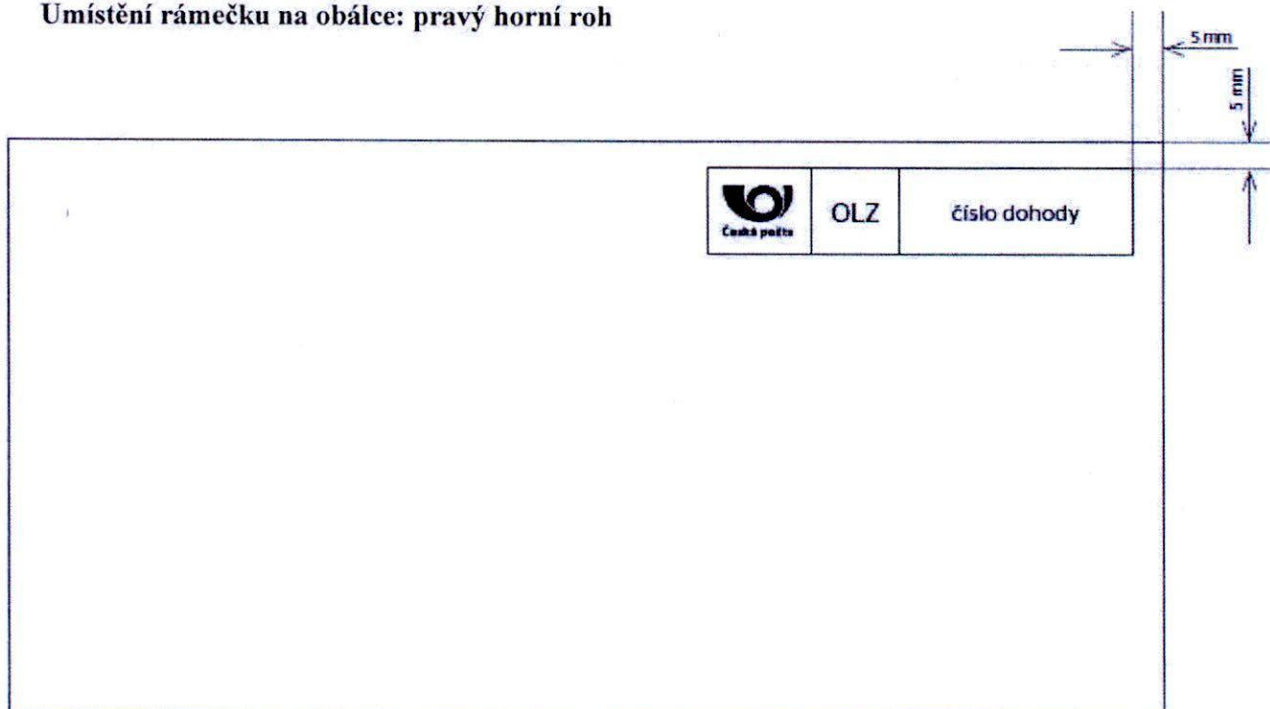 Umístění rámečku na obálce: pravý horní roh
5 mm
5 mm
Česká pošta
OLZ
číslo dohody